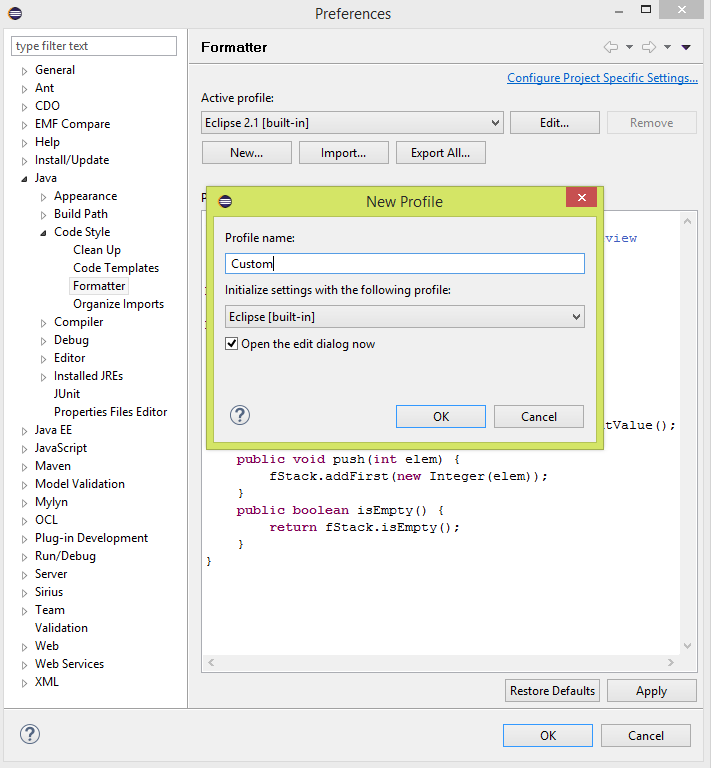 Preferences
type filter text
General
Ant
CDO
EMF Compare
Help
Install/Update
Java
Appearance
Build Path
Code Style
Clean Up
Code Templates
Formatter
Organize Imports
Compiler
Debug
Editor
Installed JREs
JUnit
Properties Files Editor
Java EE
JavaScript
Maven
Model Validation
Mylyn
OCL
Plug-in Development
Run/Debug
Server
Sirius
Team
Validation
Web
Web Services
XML
Formatter
Configure Project Specific Settings...
Active profile:
Eclipse 2.1 [built-in]
Edit...
Remove
New...
Import...
Export All...
New Profile
Profile name:
Custom
Initialize settings with the following profile:
Eclipse [built-in]
Open the edit dialog now
OK
Cancel
view
tValue();
public void push(int elem) {
fStack.addFirst(new Integer(elem));
}
public boolean isEmpty() {
return fStack.isEmpty();
}
}
Restore Defaults
Apply
OK
Cancel